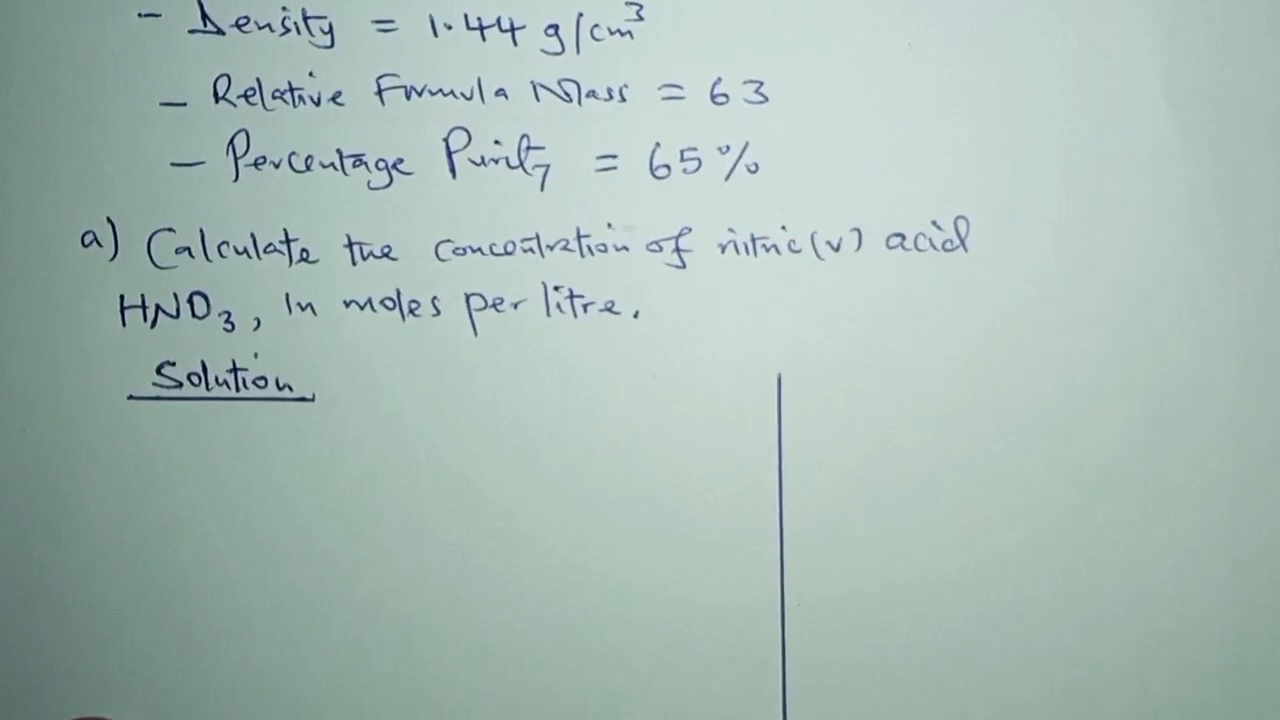 - Density = 1.44 g/cm³
- Relative Formula Mass = 63
- Percentage Purity = 65%
a) Calculate the concentration of nitric(v) acid
HNO₃, in moles per litre.
Solution